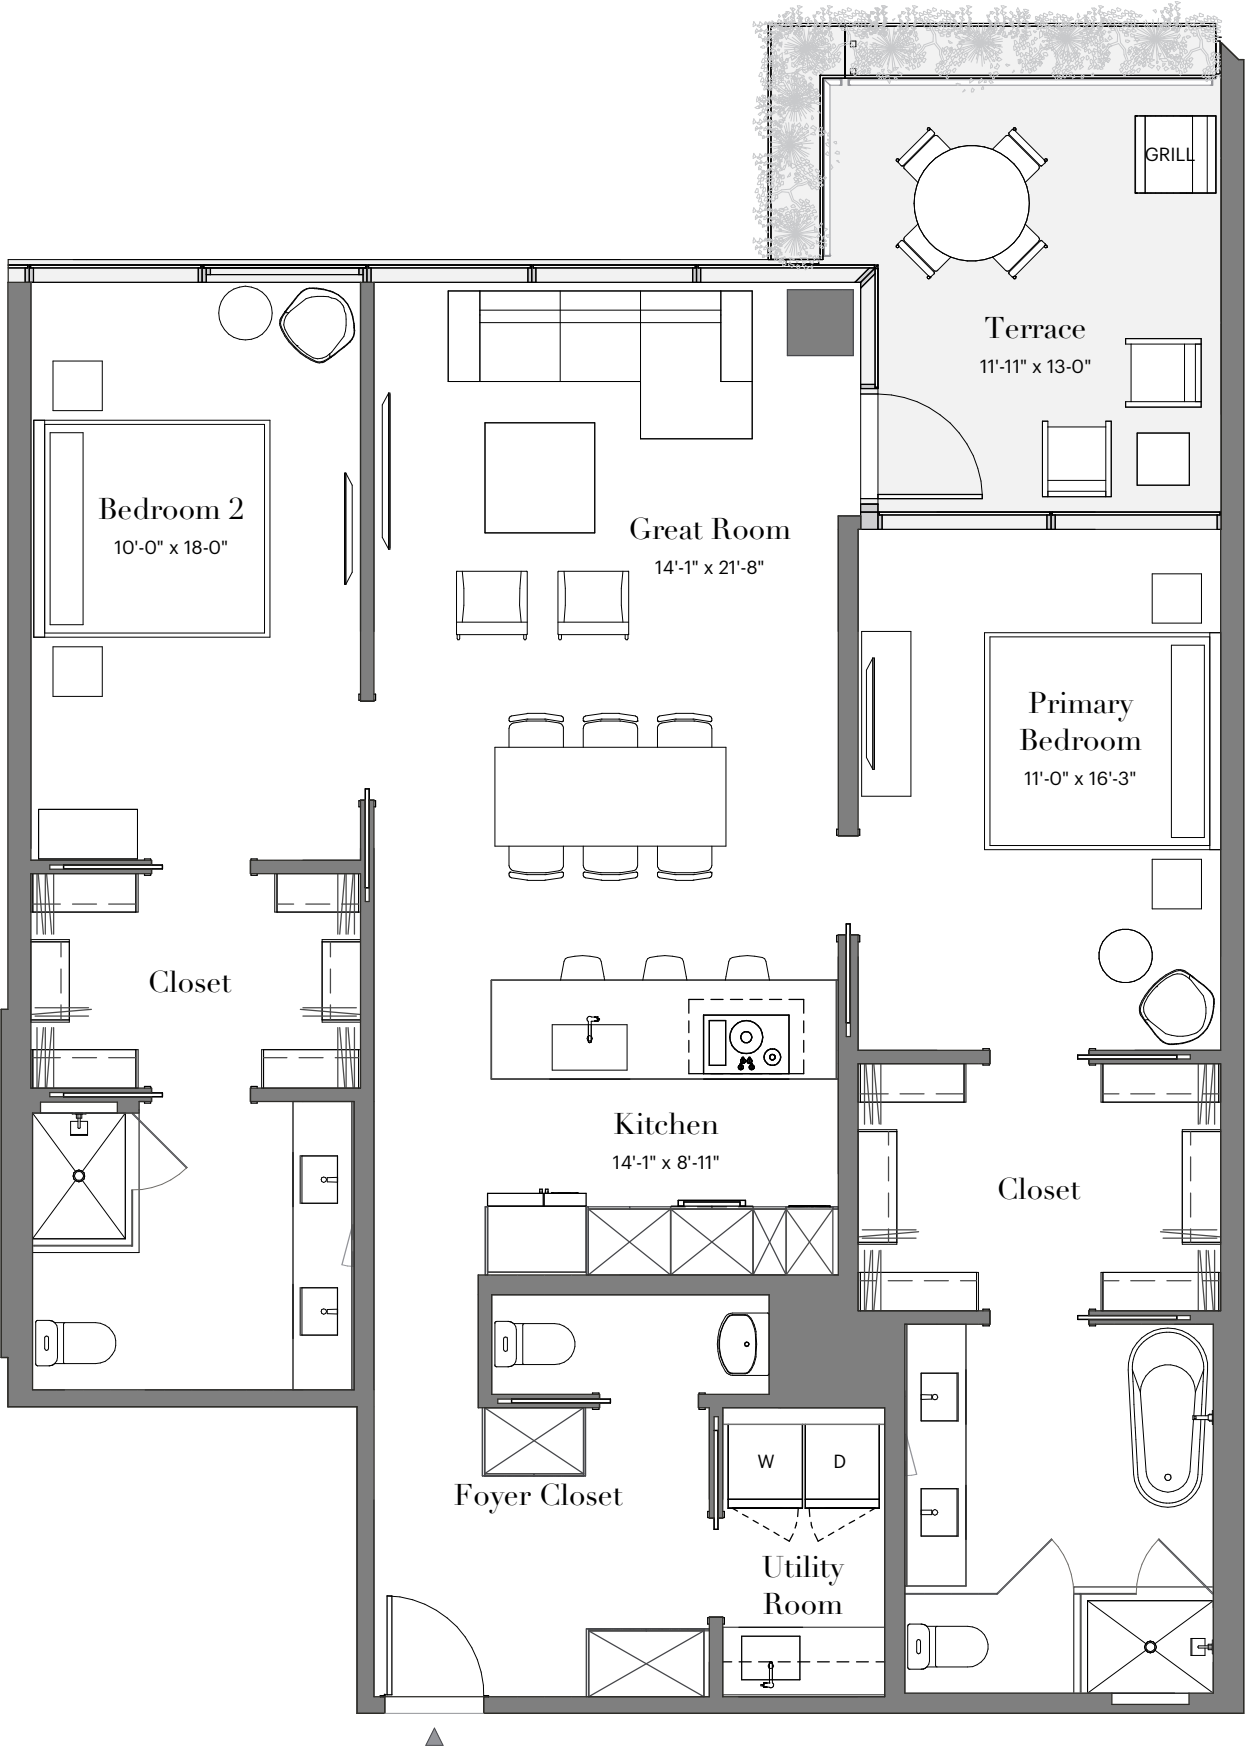 GRILL
Terrace
11'-11" x 13-0"
Bedroom 2
10'-0" x 18-0"
Great Room
14'-1" x 21'-8"
Primary
Bedroom
11'-0" x 16'-3"
Closet
Kitchen
14'-1" x 8'-11"
Closet
W
D
Foyer Closet
Utility
Room